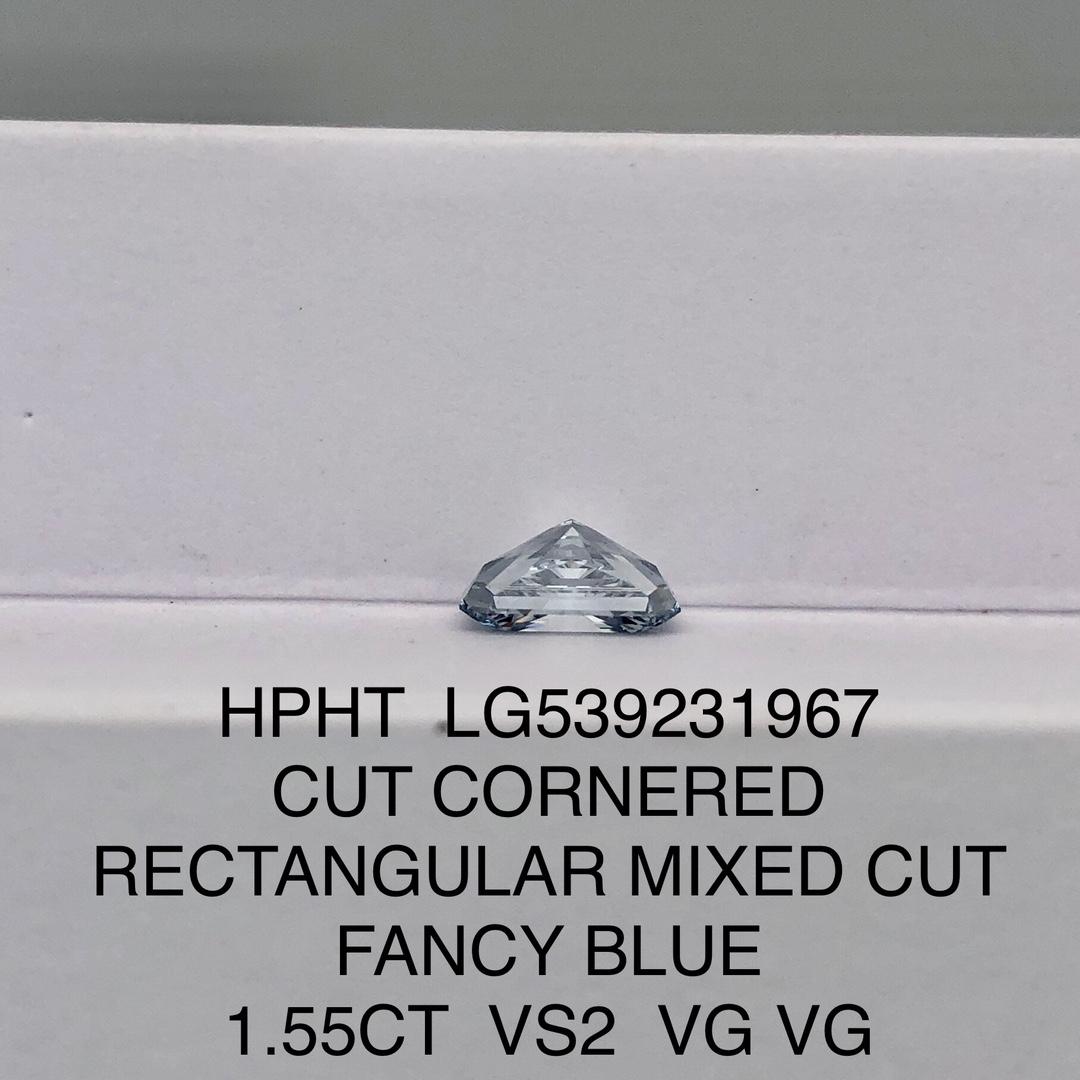 HPHT LG539231967
CUT CORNERED
RECTANGULAR MIXED CUT
FANCY BLUE
1.55CT VS2 VG VG